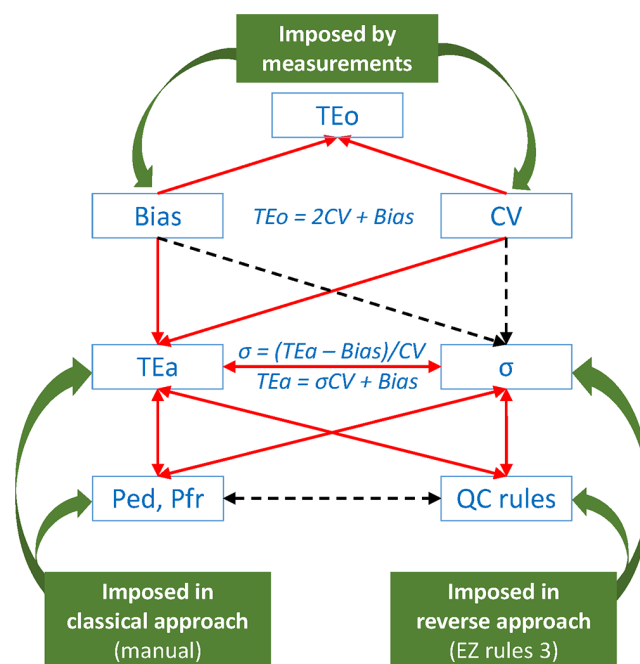 Imposed by
measurements
TEo
Bias
TEo = 2CV + Bias
CV
TEa
σ = (TEa – Bias)/CV
TEa = σCV + Bias
σ
Ped, Pfr
QC rules
Imposed in
classical approach
(manual)
Imposed in
reverse approach
(EZ rules 3)